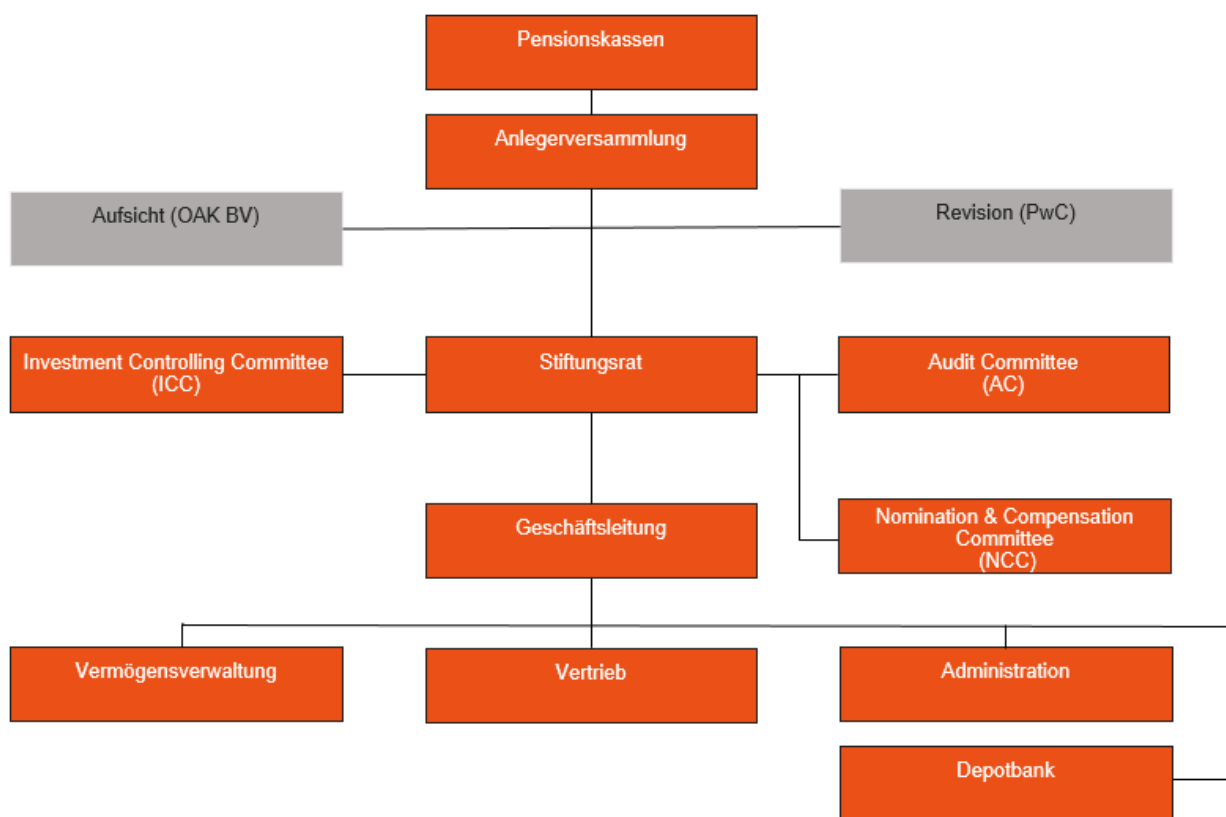 Pensionskassen
Anlegerversammlung
Aufsicht (OAK BV)
Revision (PwC)
Investment Controlling Committee
(ICC)
Stiftungsrat
Audit Committee
(AC)
Geschäftsleitung
Nomination & Compensation
Committee
(NCC)
Vermögensverwaltung
Vertrieb
Administration
Depotbank